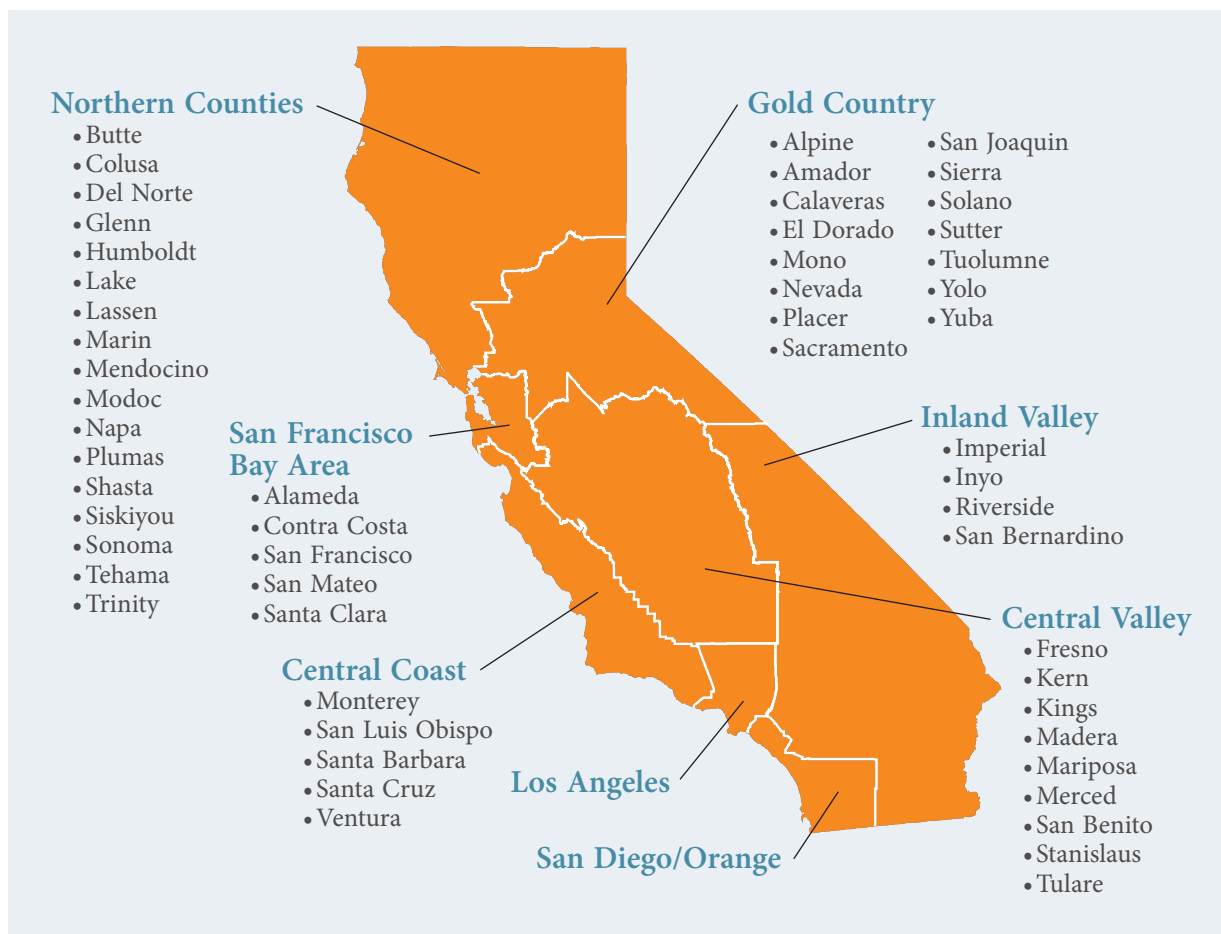 Northern Counties
• Butte
• Colusa
• Del Norte
• Glenn
• Humboldt
• Lake
• Lassen
• Marin
• Mendocino
• Modoc
• Napa
• Plumas
• Shasta
• Siskiyou
• Sonoma
• Tehama
• Trinity
San Francisco
Bay Area
• Alameda
• Contra Costa
• San Francisco
• San Mateo
• Santa Clara
Central Coast
• Monterey
• San Luis Obispo
• Santa Barbara
• Santa Cruz
• Ventura
Los Angeles
San Diego/Orange
Gold Country
• Alpine
• Amador
• Calaveras
• El Dorado
• Mono
• Nevada
• Placer
• Sacramento
• San Joaquin
• Sierra
• Solano
• Sutter
• Tuolumne
• Yolo
• Yuba
Inland Valley
• Imperial
• Inyo
• Riverside
• San Bernardino
Central Valley
• Fresno
• Kern
• Kings
• Madera
• Mariposa
• Merced
• San Benito
• Stanislaus
• Tulare